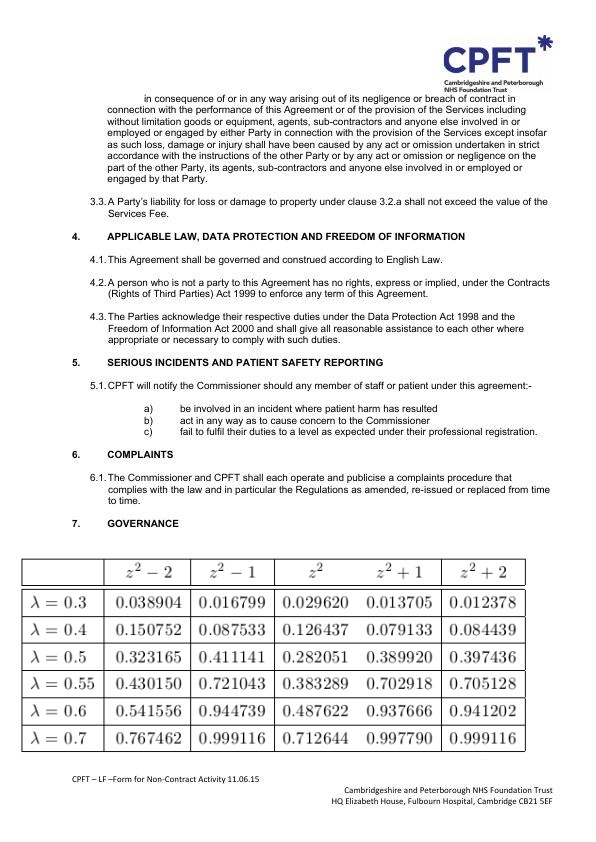 CPFT
Cambridgeshire and Peterborough
NHS Foundation Trust
in consequence of or in any way arising out of its negligence or breach of contract in
connection with the performance of this Agreement or of the provision of the Services including
without limitation goods or equipment, agents, sub-contractors and anyone else involved in or
employed or engaged by either Party in connection with the provision of the Services except insofar
as such loss, damage or injury shall have been caused by any act or omission undertaken in strict
accordance with the instructions of the other Party or by any act or omission or negligence on the
part of the other Party, its agents, sub-contractors and anyone else involved in or employed or
engaged by that Party.
3.3. A Party's liability for loss or damage to property under clause 3.2.a shall not exceed the value of the
Services Fee.
4. APPLICABLE LAW, DATA PROTECTION AND FREEDOM OF INFORMATION
4.1. This Agreement shall be governed and construed according to English Law.
4.2. A person who is not a party to this Agreement has no rights, express or implied, under the Contracts
(Rights of Third Parties) Act 1999 to enforce any term of this Agreement.
4.3. The Parties acknowledge their respective duties under the Data Protection Act 1998 and the
Freedom of Information Act 2000 and shall give all reasonable assistance to each other where
appropriate or necessary to comply with such duties.
5. SERIOUS INCIDENTS AND PATIENT SAFETY REPORTING
5.1. CPFT will notify the Commissioner should any member of staff or patient under this agreement:-
a) be involved in an incident where patient harm has resulted
b) act in any way as to cause concern to the Commissioner
c) fail to fulfil their duties to a level as expected under their professional registration.
6. COMPLAINTS
6.1. The Commissioner and CPFT shall each operate and publicise a complaints procedure that
complies with the law and in particular the Regulations as amended, re-issued or replaced from time
to time.
7. GOVERNANCE
z² − 2 z² − 1 z² z² + 1 z² + 2
λ = 0.3 0.038904 0.016799 0.029620 0.013705 0.012378
λ = 0.4 0.150752 0.087533 0.126437 0.079133 0.084439
λ = 0.5 0.323165 0.411141 0.282051 0.389920 0.397436
λ = 0.55 0.430150 0.721043 0.383289 0.702918 0.705128
λ = 0.6 0.541556 0.944739 0.487622 0.937666 0.941202
λ = 0.7 0.767462 0.999116 0.712644 0.997790 0.999116
CPFT – LF –Form for Non-Contract Activity 11.06.15
Cambridgeshire and Peterborough NHS Foundation Trust
HQ Elizabeth House, Fulbourn Hospital, Cambridge CB21 5EF